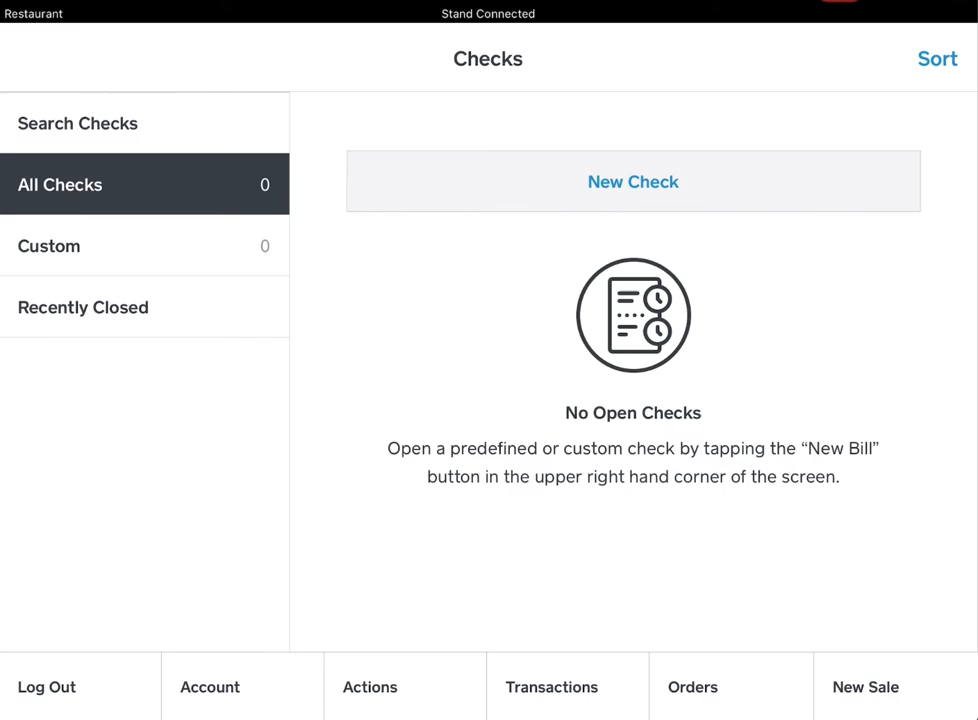 Restaurant
Stand Connected
Checks
Sort
Search Checks
All Checks 0
Custom 0
Recently Closed
New Check
No Open Checks
Open a predefined or custom check by tapping the “New Bill”
button in the upper right hand corner of the screen.
Log Out
Account
Actions
Transactions
Orders
New Sale